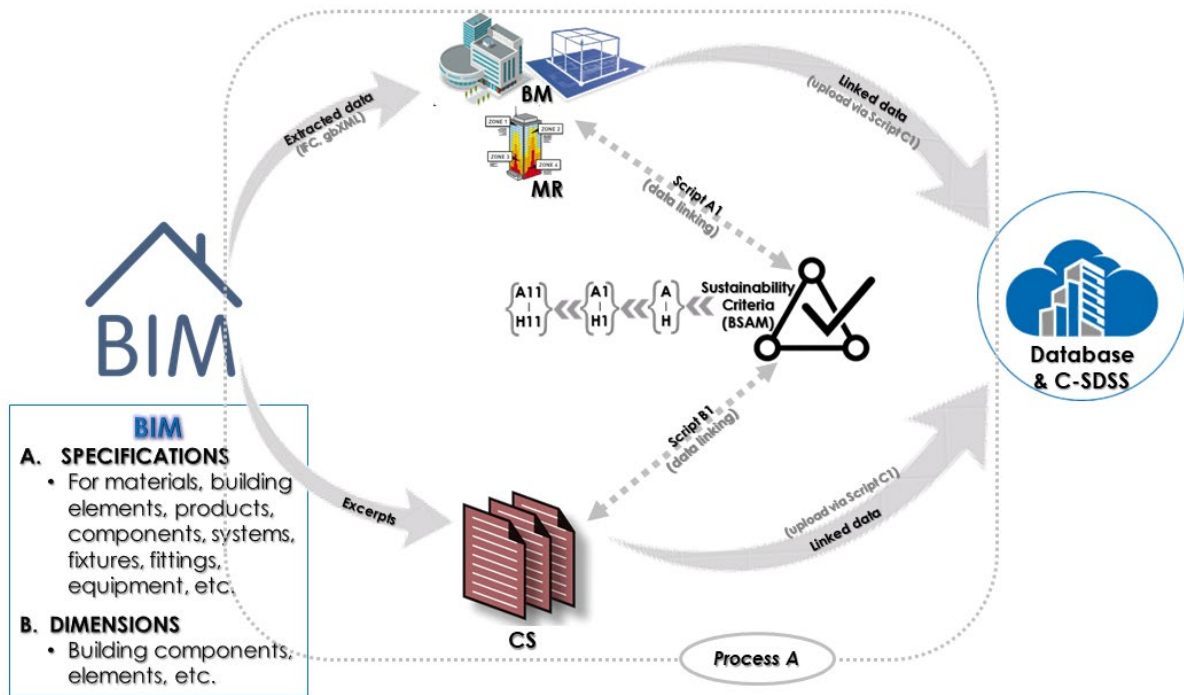 BM
ZONE 1
ZONE 2
ZONE 3
ZONE 4
MR
Extracted data
(IFC, gbXML)
Linked data
(upload via Script C1)
Script A1
(data linking)
BIM
A11
H11
A1
H1
A
H
Sustainability
Criteria
(BSAM)
Database
& C-SDSS
Script B1
(data linking)
BIM
A. SPECIFICATIONS
• For materials, building
elements, products,
components, systems,
fixtures, fittings,
equipment, etc.
B. DIMENSIONS
• Building components,
elements, etc.
Excerpts
CS
(upload via Script C1)
Linked data
Process A